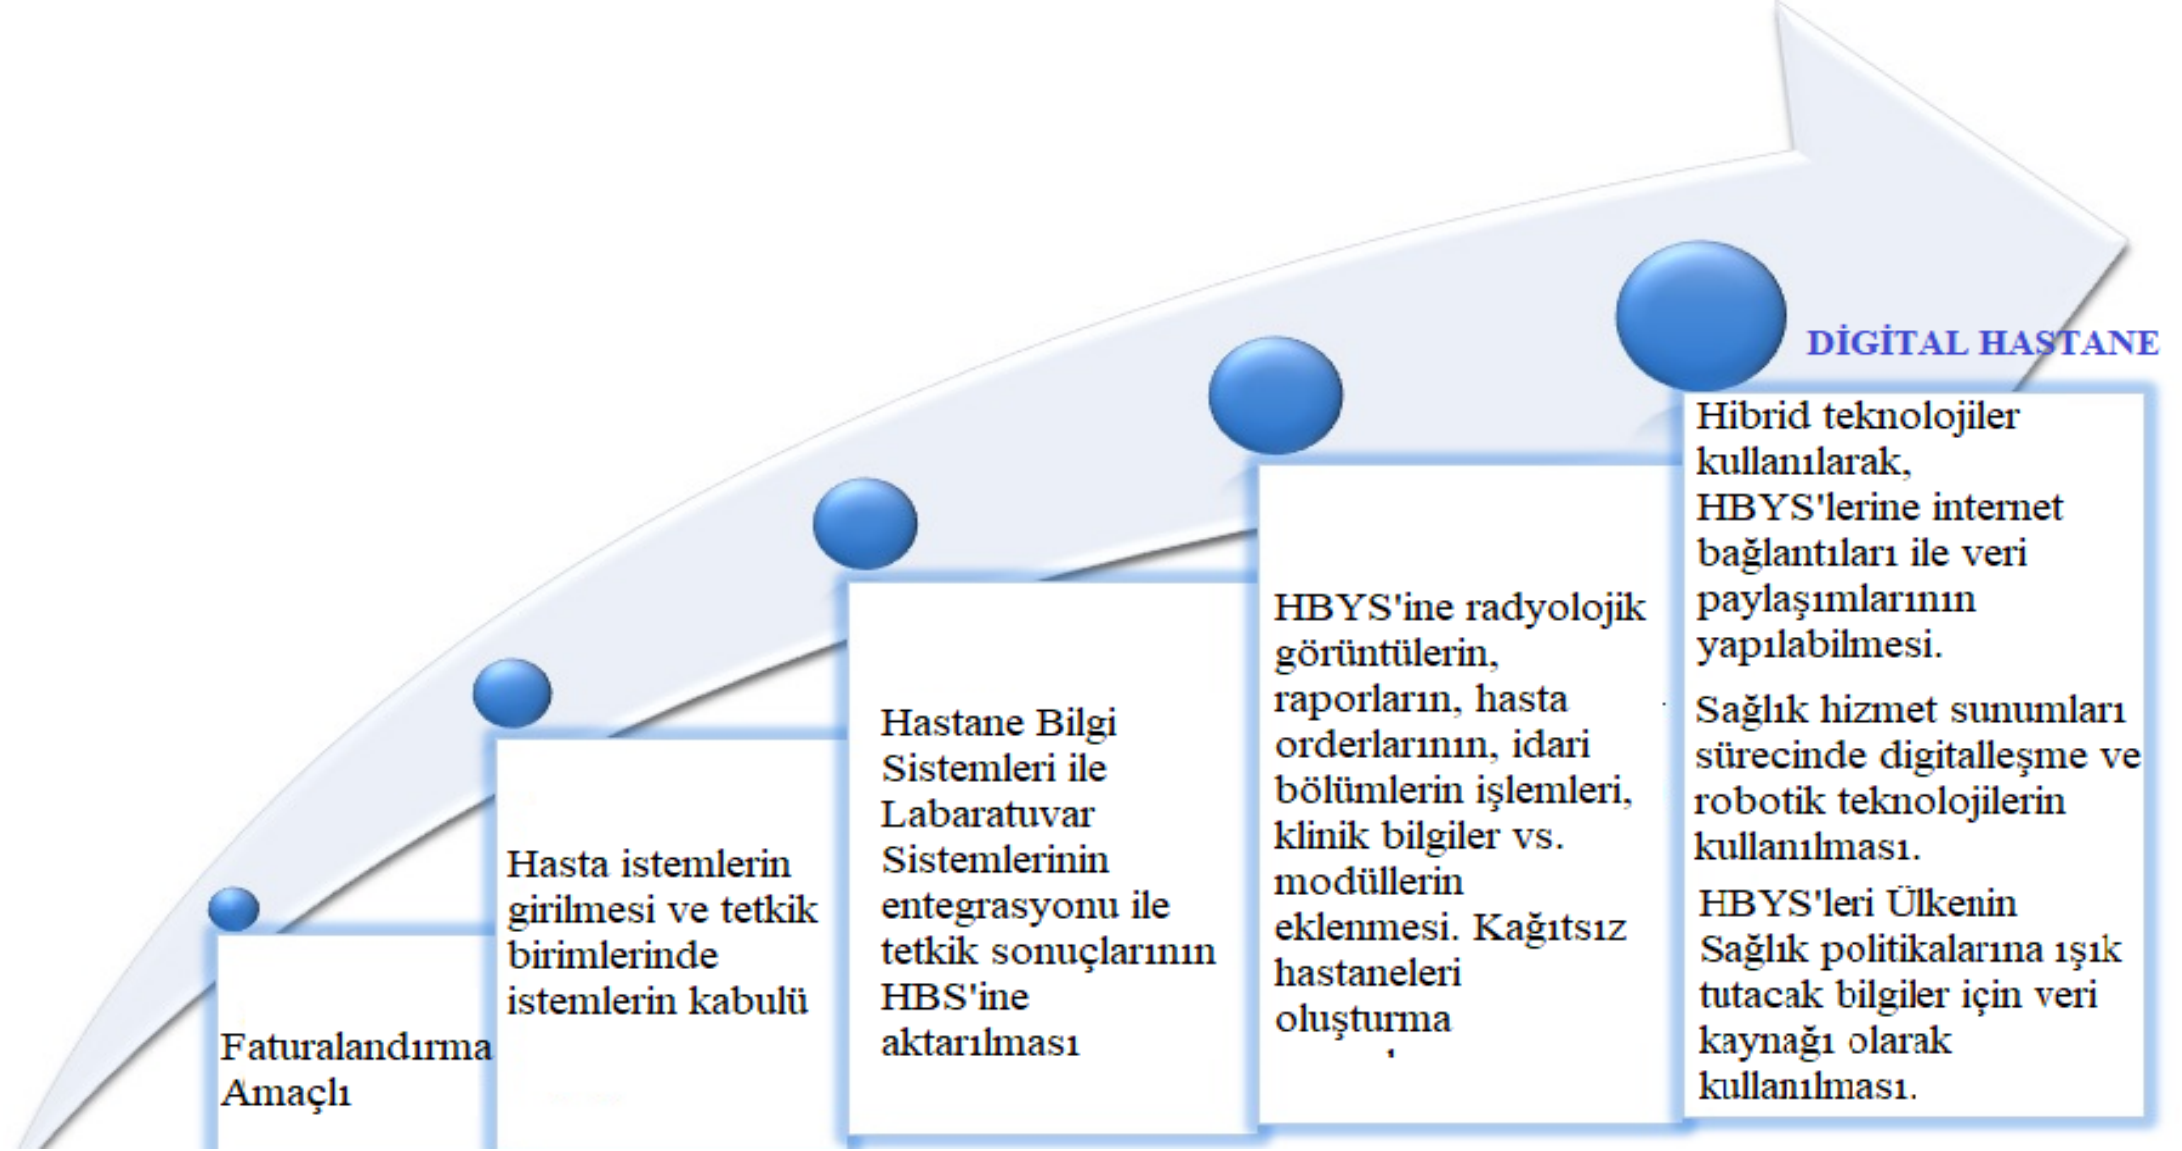 Faturalandırma
Amaçlı
Hasta istemlerin
girilmesi ve tetkik
birimlerinde
istemlerin kabulü
Hastane Bilgi
Sistemleri ile
Labaratuvar
Sistemlerinin
entegrasyonu ile
tetkik sonuçlarının
HBS'ine
aktarılması
HBYS'ine radyolojik
görüntülerin,
raporların, hasta
orderlarının, idari
bölümlerin işlemleri,
klinik bilgiler vs.
modüllerin
eklenmesi. Kağıtsız
hastaneleri
oluşturma
DİGİTAL HASTANE
Hibrid teknolojiler
kullanılarak,
HBYS'lerine internet
bağlantıları ile veri
paylaşımlarının
yapılabilmesi.
Sağlık hizmet sunumları
sürecinde digitalleşme ve
robotik teknolojilerin
kullanılması.
HBYS'leri Ülkenin
Sağlık politikalarına ışık
tutacak bilgiler için veri
kaynağı olarak
kullanılması.